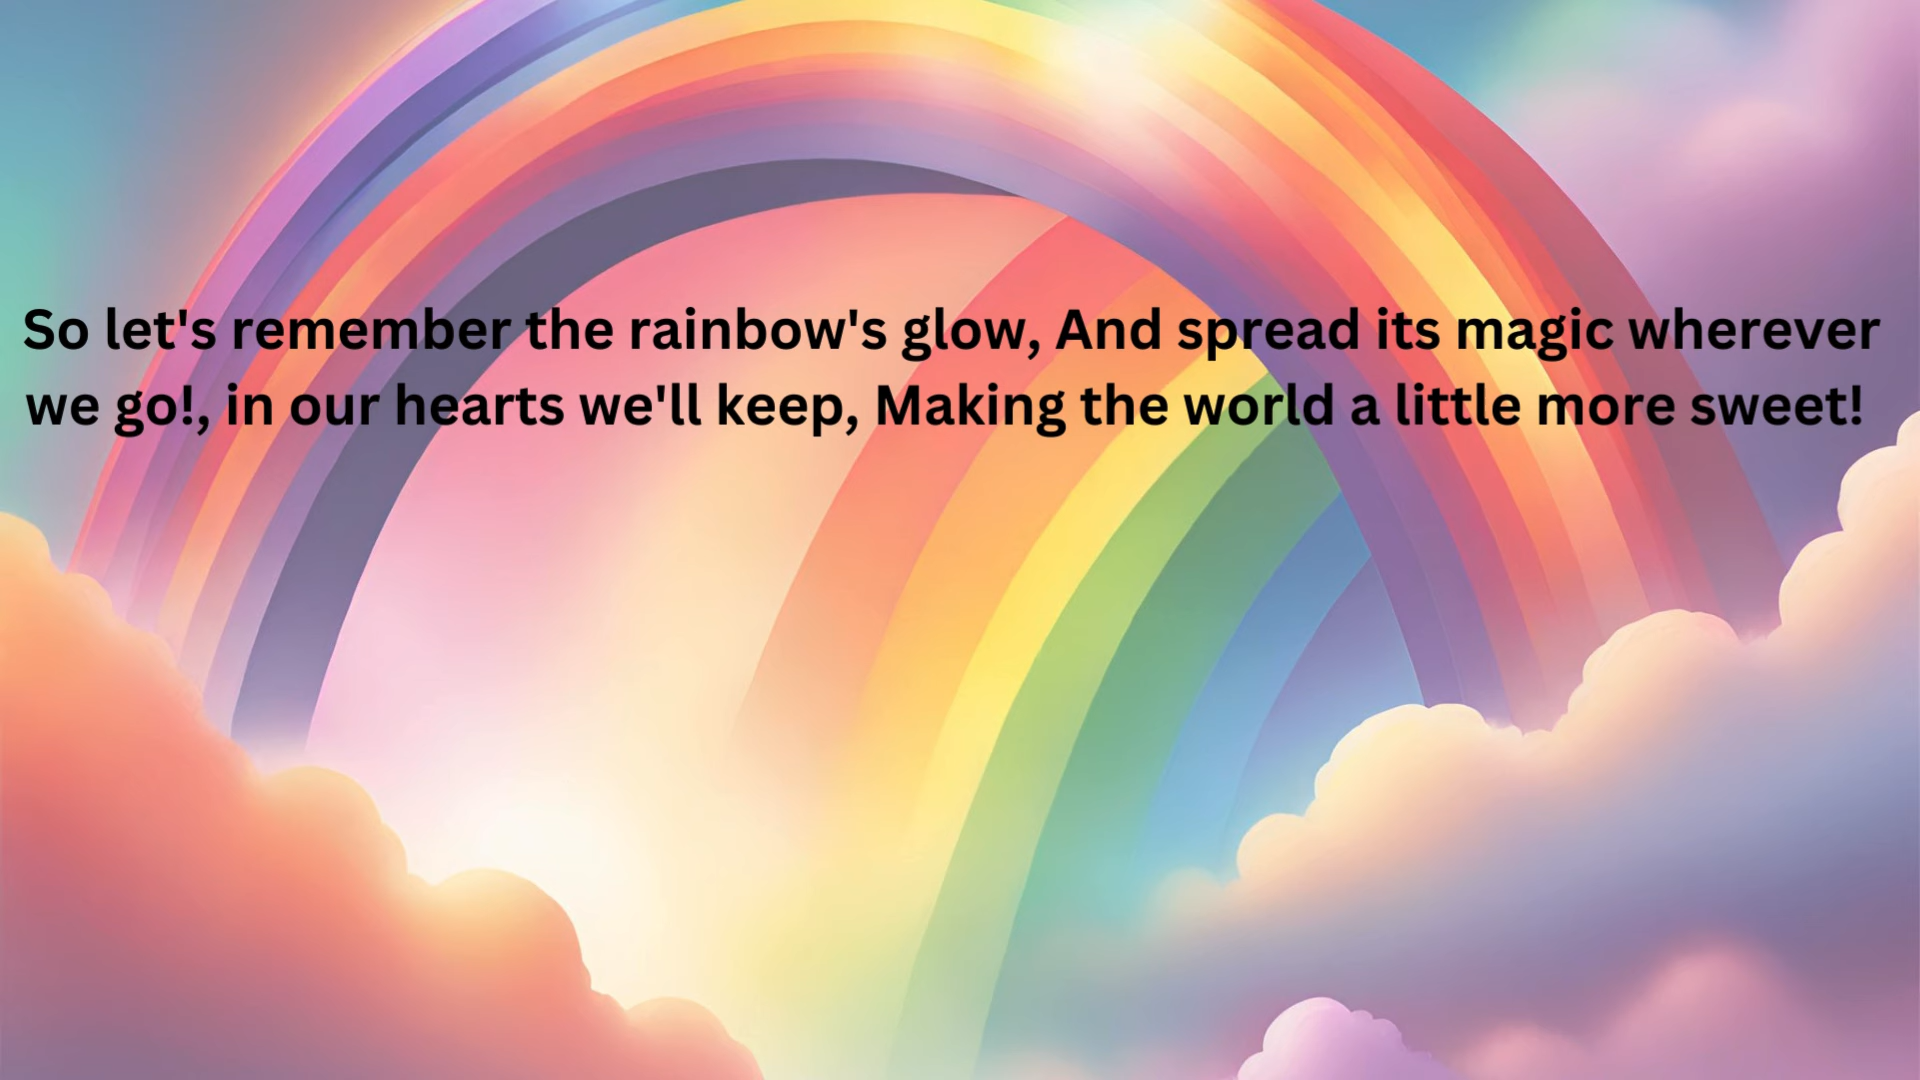 So let's remember the rainbow's glow, And spread its magic wherever
we go!, in our hearts we'll keep, Making the world a little more sweet!